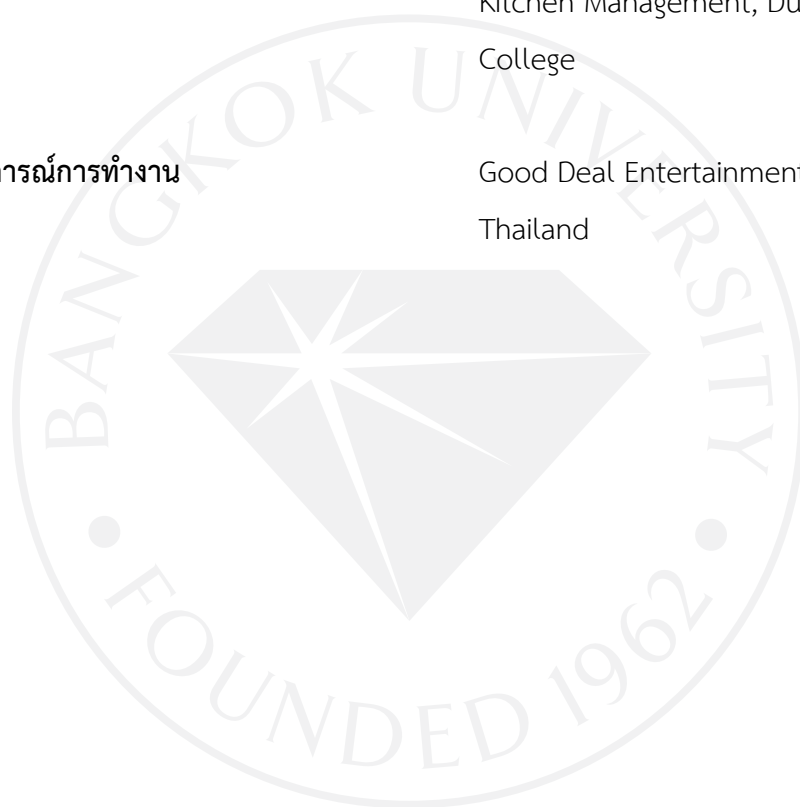 Kitchen Management, Du
College
ารณ์การทำงาน Good Deal Entertainment
Thailand
BANGKOK UNIVERSITY
FOUNDED 1962